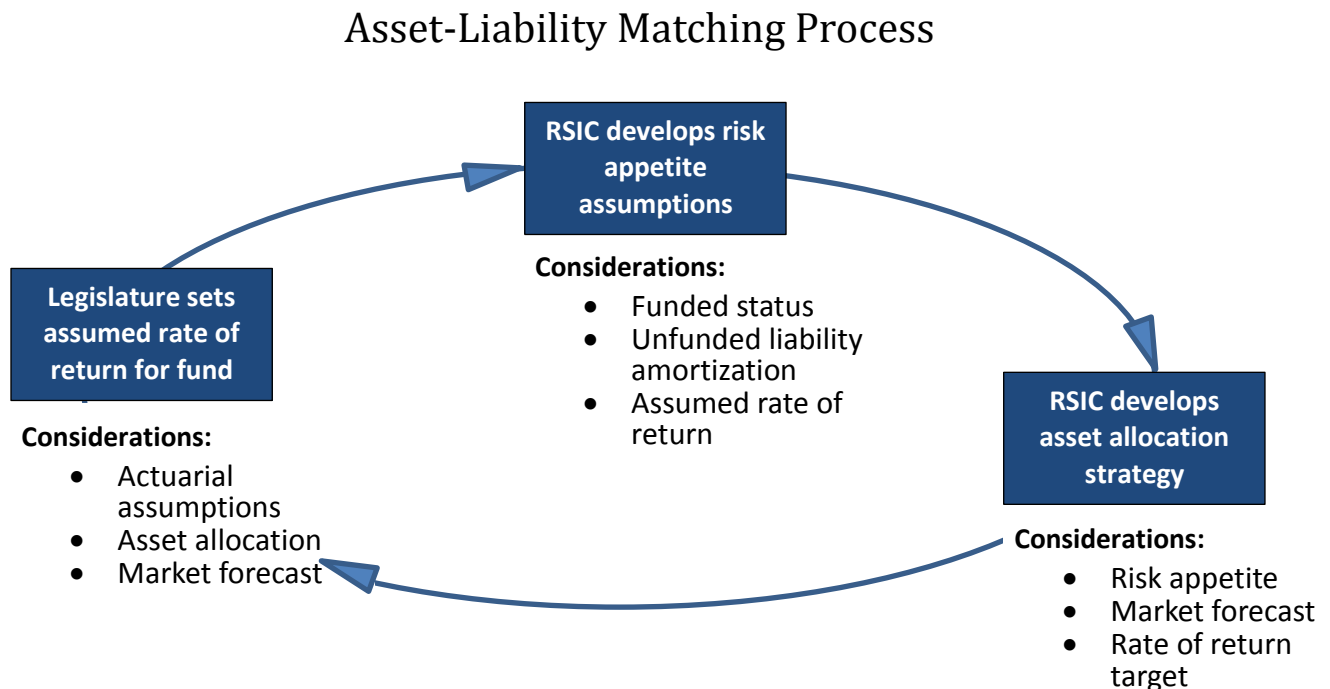 Asset-Liability Matching Process
RSIC develops risk
appetite
assumptions
Considerations:
• Funded status
• Unfunded liability
amortization
• Assumed rate of
return
Legislature sets
assumed rate of
return for fund
Considerations:
• Actuarial
assumptions
• Asset allocation
• Market forecast
RSIC develops
asset allocation
strategy
Considerations:
• Risk appetite
• Market forecast
• Rate of return
target